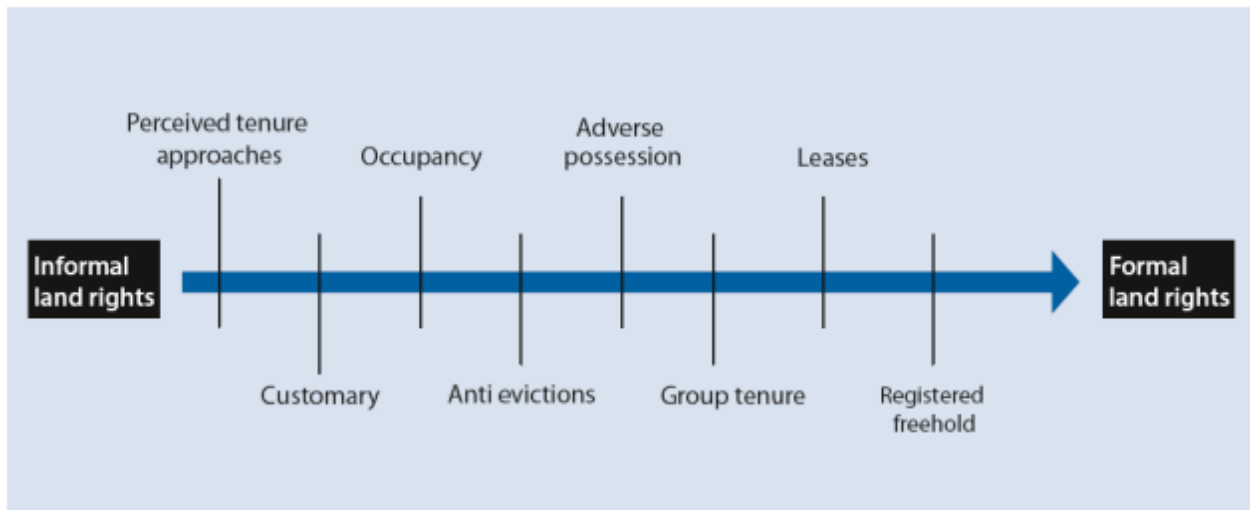 Perceived tenure
approaches
Occupancy
Adverse
possession
Leases
Informal
land rights
Formal
land rights
Customary
Anti evictions
Group tenure
Registered
freehold